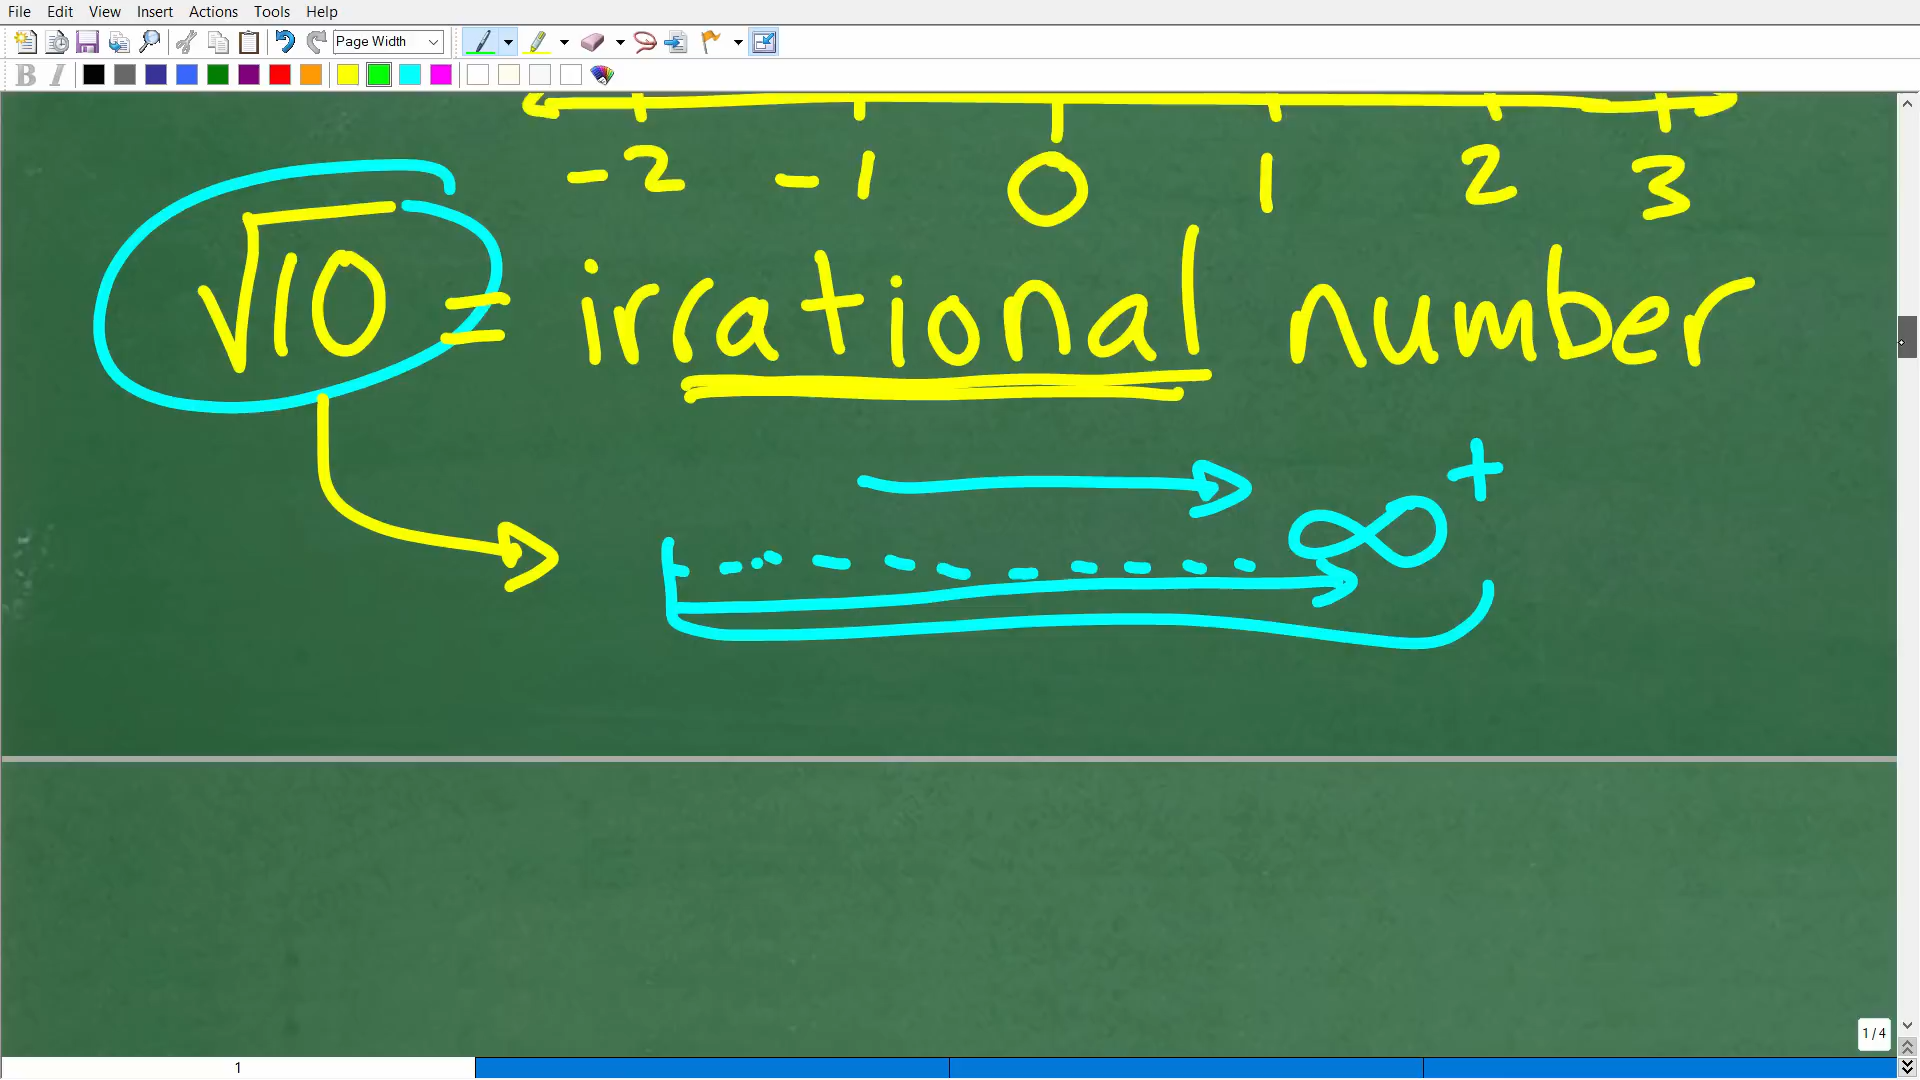 File Edit View Insert Actions Tools Help
Page Width
B I
-2 -1 0 1 2 3
√10 = irrational number
∞+
1 / 4
1